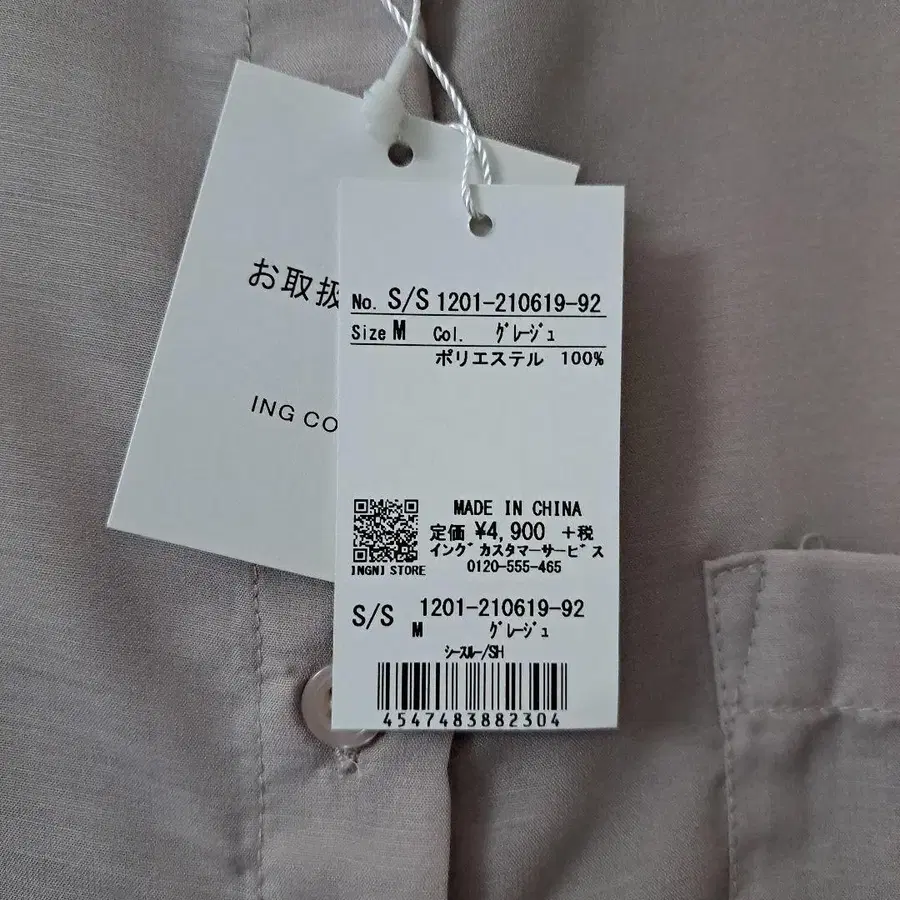 お取扱
ING CO
No. S/S 1201-210619-92
Size M Col. グレージュ
ポリエステル 100%
MADE IN CHINA
定価 ¥4,900 +税
イング カスタマーサービス
0120-555-465
INGNI STORE
S/S 1201-210619-92
M グレージュ
シースルー/SH
4547483882304